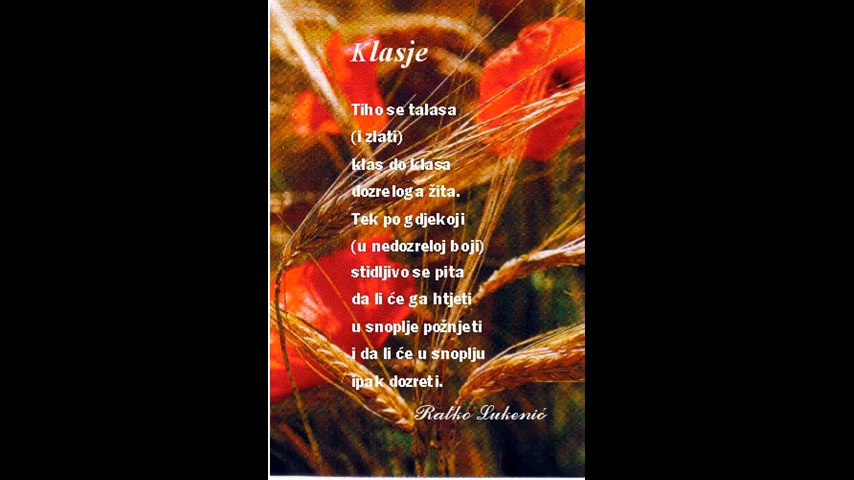 Klasje
Tiho se talasa
(i zlati)
klas do klasa
dozreloga žita.
Tek po gdjekoji
(u nedozreloj boji)
stidljivo se pita
da li će ga htjeti
u snoplje požnjeti
i da li će u snoplju
ipak dozreti.
Ratko Lukenić